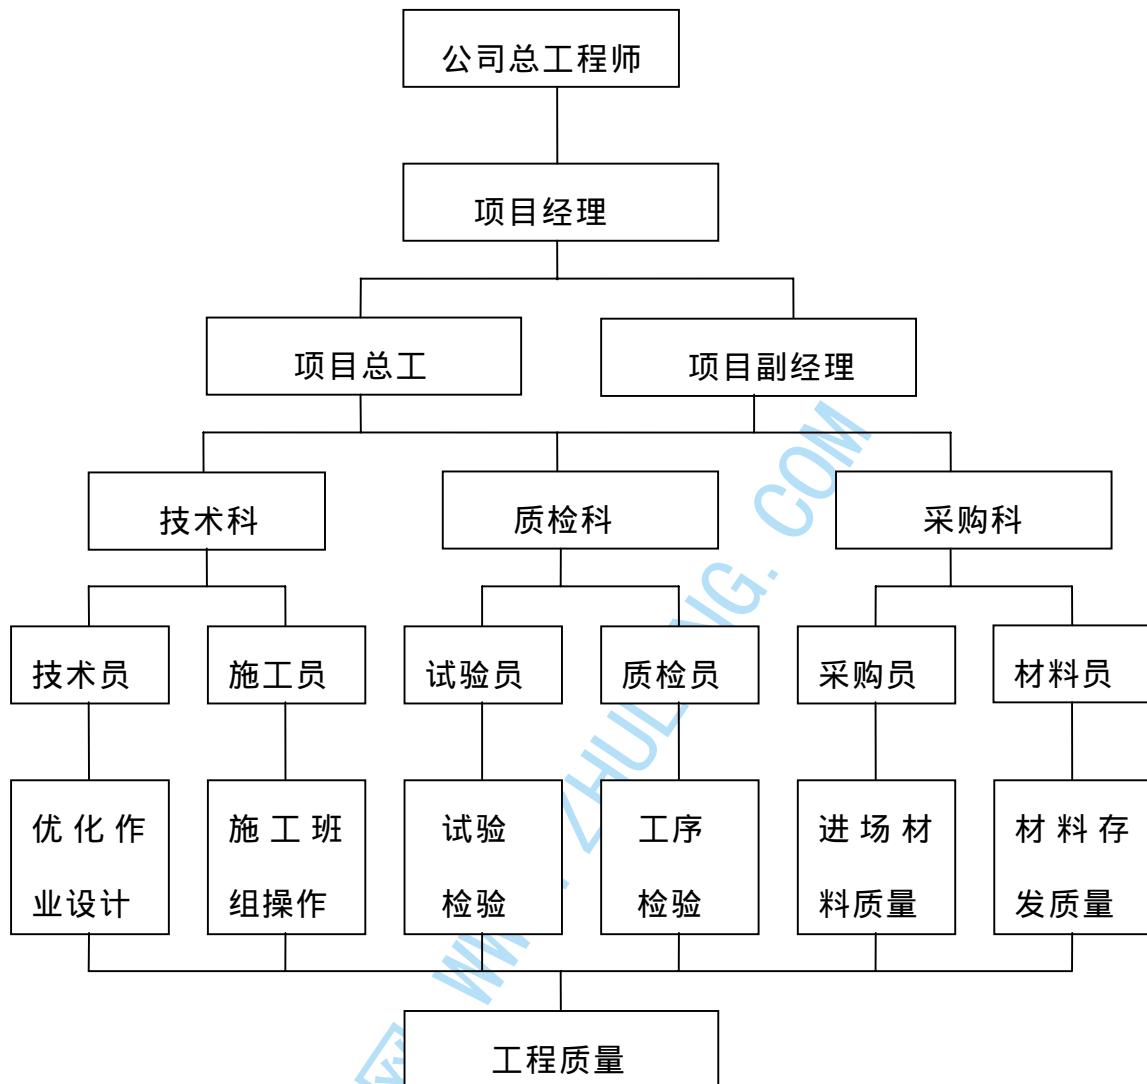 公司总工程师
项目经理
项目总工
项目副经理
技术科
质检科
采购科
技术员
施工员
试验员
质检员
采购员
材料员
优化作
业设计
施工班
组操作
试验
检验
工序
检验
进场材
料质量
材料存
发质量
工程质量